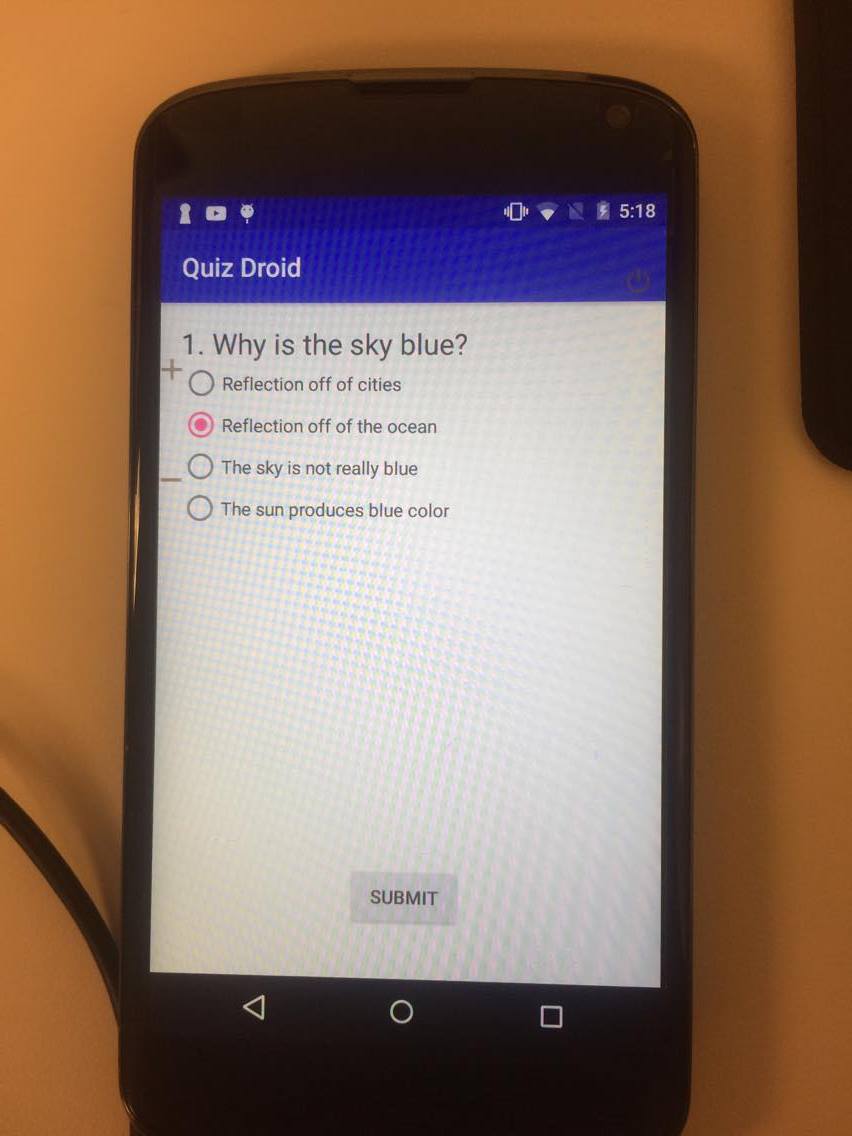 5:18
Quiz Droid
1. Why is the sky blue?
Reflection off of cities
Reflection off of the ocean
The sky is not really blue
The sun produces blue color
SUBMIT